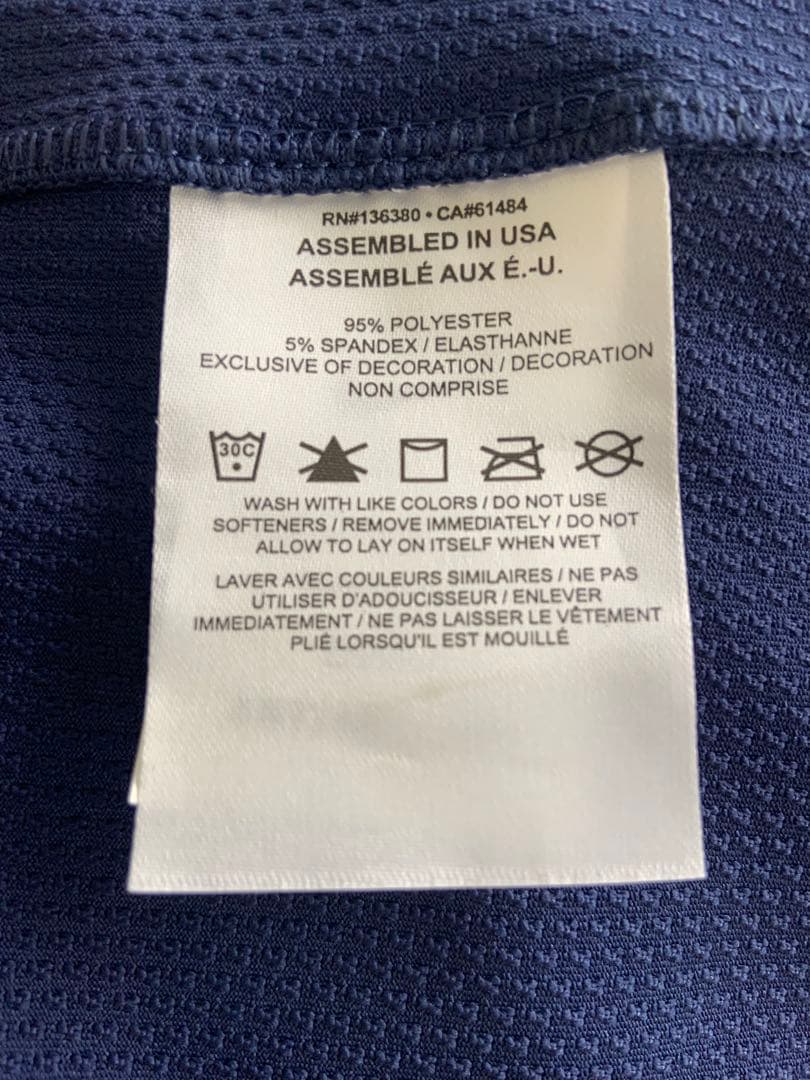 RN#136380 • CA#61484
ASSEMBLED IN USA
ASSEMBLÉ AUX É.-U.
95% POLYESTER
5% SPANDEX / ELASTHANNE
EXCLUSIVE OF DECORATION / DECORATION
NON COMPRISE
30C
WASH WITH LIKE COLORS / DO NOT USE
SOFTENERS / REMOVE IMMEDIATELY / DO NOT
ALLOW TO LAY ON ITSELF WHEN WET
LAVER AVEC COULEURS SIMILAIRES / NE PAS
UTILISER D'ADOUCISSEUR / ENLEVER
IMMEDIATEMENT / NE PAS LAISSER LE VÊTEMENT
PLIÉ LORSQU'IL EST MOUILLÉ